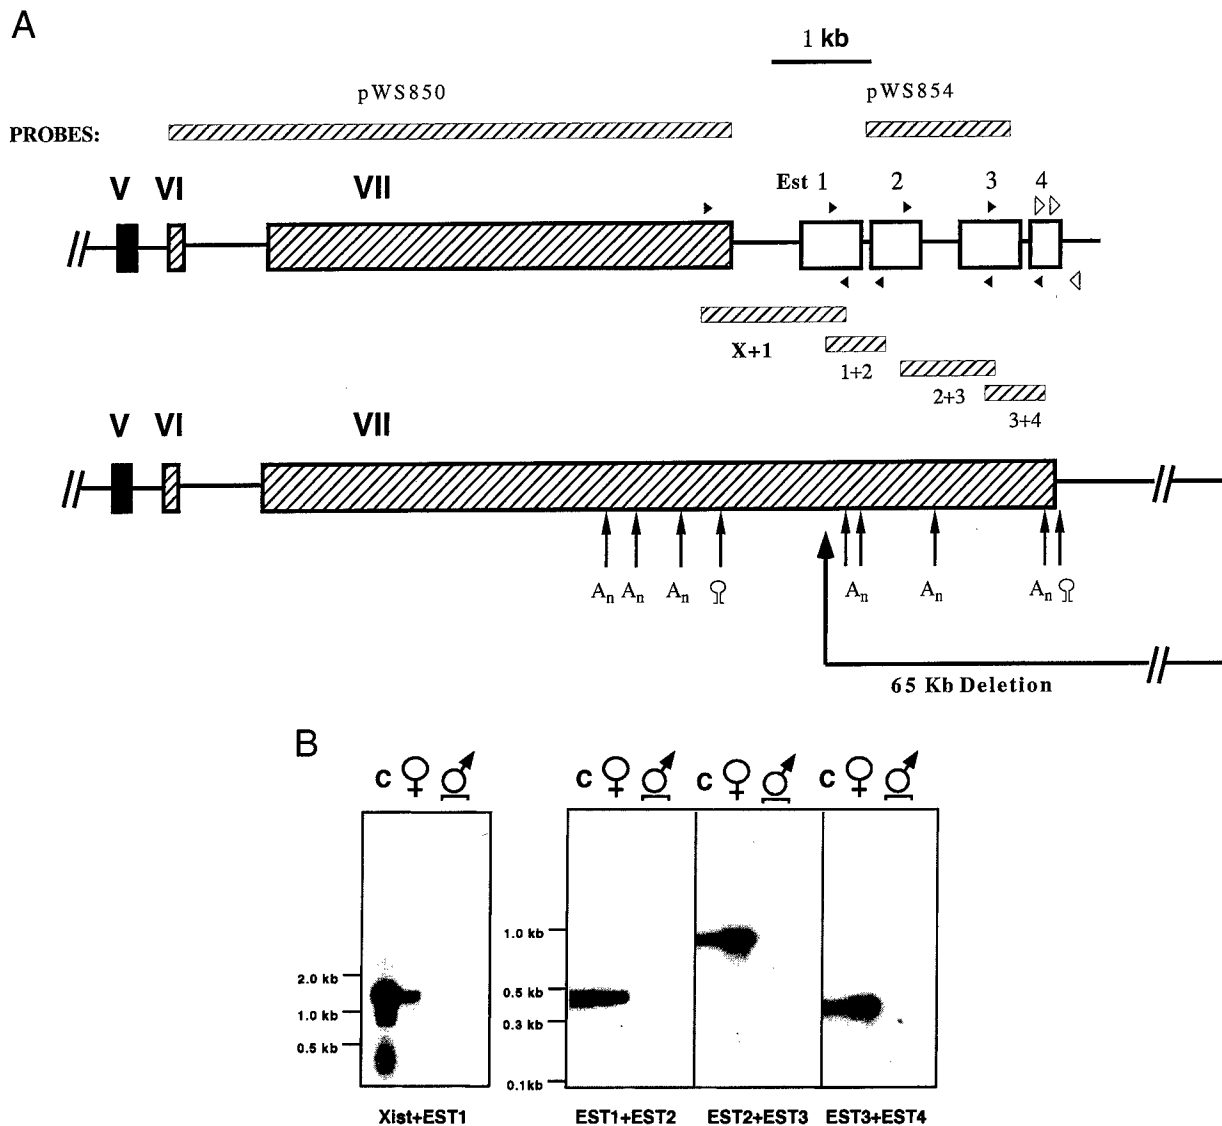 A
1 kb
pWS850 pWS854
PROBES:
V VI VII Est 1 2 3 4
X+1
1+2
2+3
3+4
V VI VII
An An An An An An
65 Kb Deletion
B
C ♀ ♂ C ♀ ♂ C ♀ ♂ C ♀ ♂
2.0 kb
1.0 kb
0.5 kb
1.0 kb
0.5 kb
0.3 kb
0.1kb
Xist+EST1 EST1+EST2 EST2+EST3 EST3+EST4